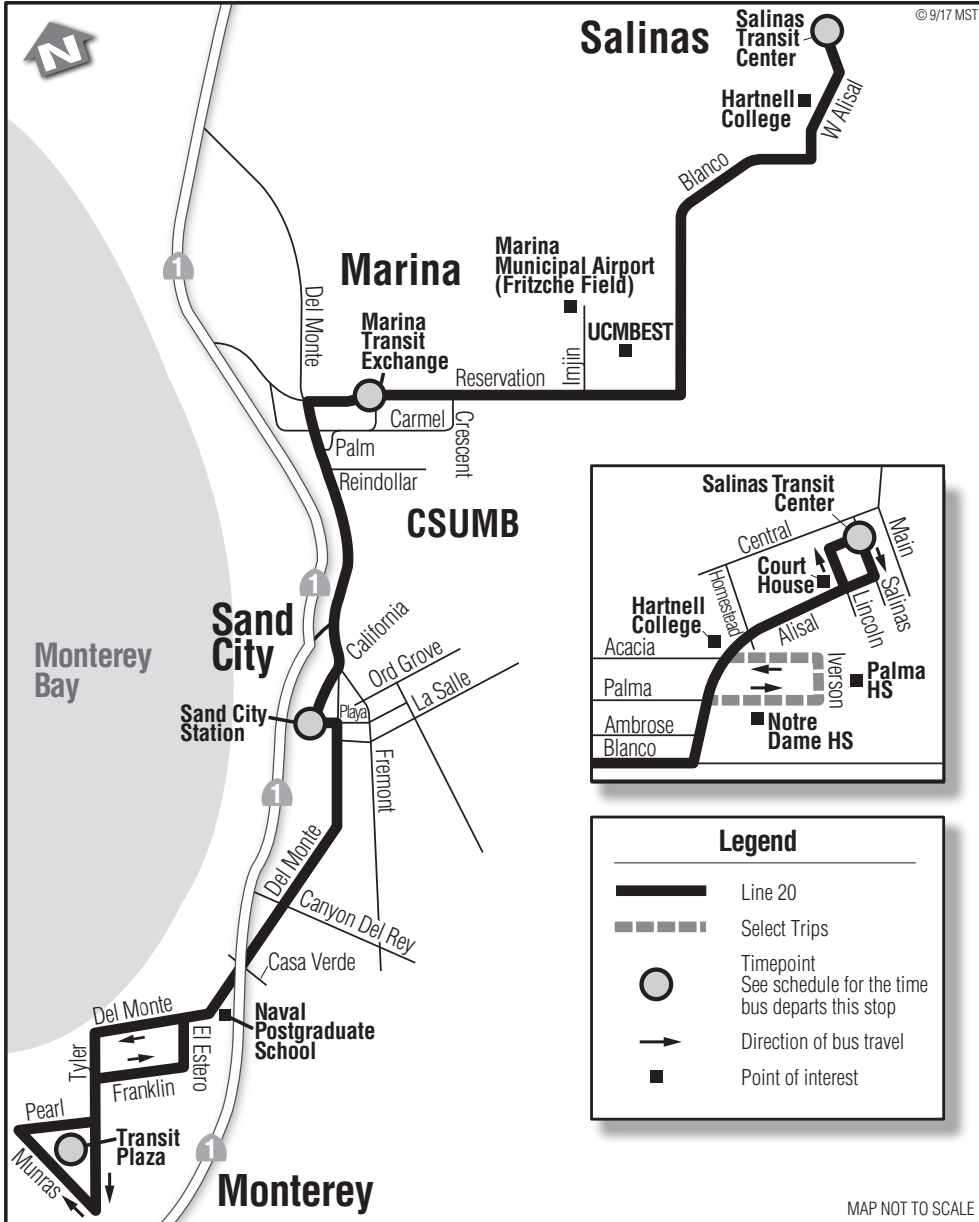 © 9/17 MST
N
Salinas
Salinas
Transit
Center
Hartnell
College
W Alisal
Blanco
1
Marina
Marina
Municipal Airport
(Fritzche Field)
UCMBEST
Imjin
Del Monte
Marina
Transit
Exchange
Reservation
Carmel
Crescent
Palm
Reindollar
CSUMB
1
Sand
City
California
Ord Grove
La Salle
Playa
Monterey
Bay
Sand City
Station
Fremont
1
Del Monte
Canyon Del Rey
Casa Verde
Del Monte
Naval
Postgraduate
School
El Estero
Tyler
Franklin
Pearl
Transit
Plaza
Munras
1
Monterey
Salinas Transit
Center
Central
Main
Court
House
Homestead
Salinas
Lincoln
Hartnell
College
Alisal
Acacia
Iverson
Palma
HS
Palma
Notre
Dame HS
Ambrose
Blanco
Legend
Line 20
Select Trips
Timepoint
See schedule for the time
bus departs this stop
Direction of bus travel
Point of interest
MAP NOT TO SCALE